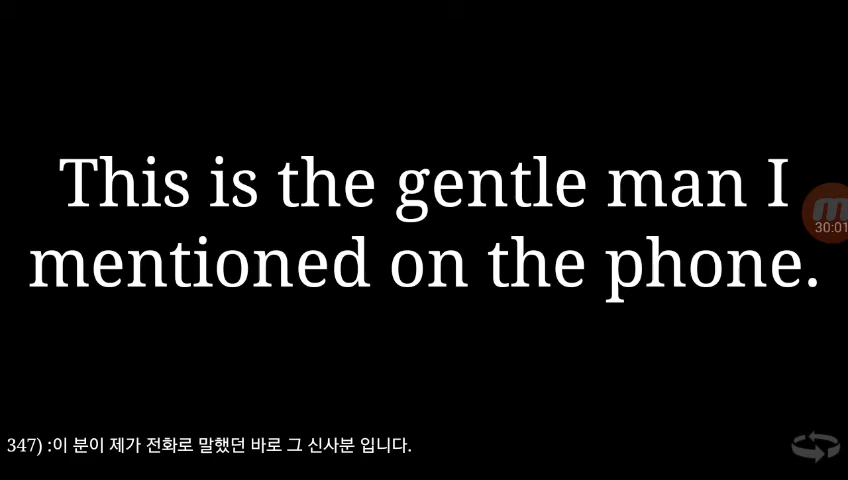 This is the gentle man I
mentioned on the phone.
30:01
347) :이 분이 제가 전화로 말했던 바로 그 신사분 입니다.